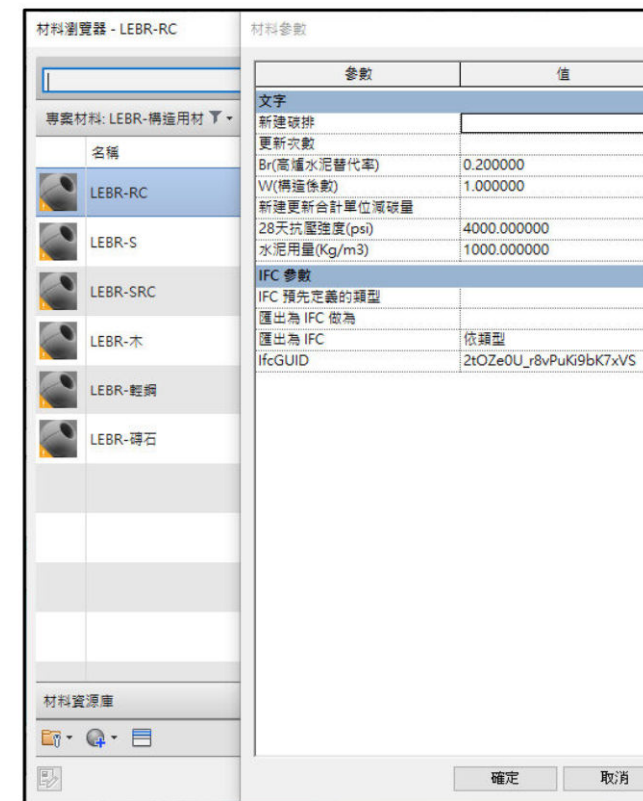 材料瀏覽器 - LEBR-RC
專案材料: LEBR-構造用材
名稱
LEBR-RC
LEBR-S
LEBR-SRC
LEBR-木
LEBR-輕鋼
LEBR-磚石
材料資源庫
材料參數
參數 值
文字
新建碳排
更新次數
Br(高爐水泥替代率) 0.200000
W(構造係數) 1.000000
新建更新合計單位減碳量
28天抗壓強度(psi) 4000.000000
水泥用量(Kg/m3) 1000.000000
IFC 參數
IFC 預先定義的類型
匯出為 IFC 做為
匯出為 IFC 依類型
IfcGUID 2tOZe0U_r8vPuKi9bK7xVS
確定 取消